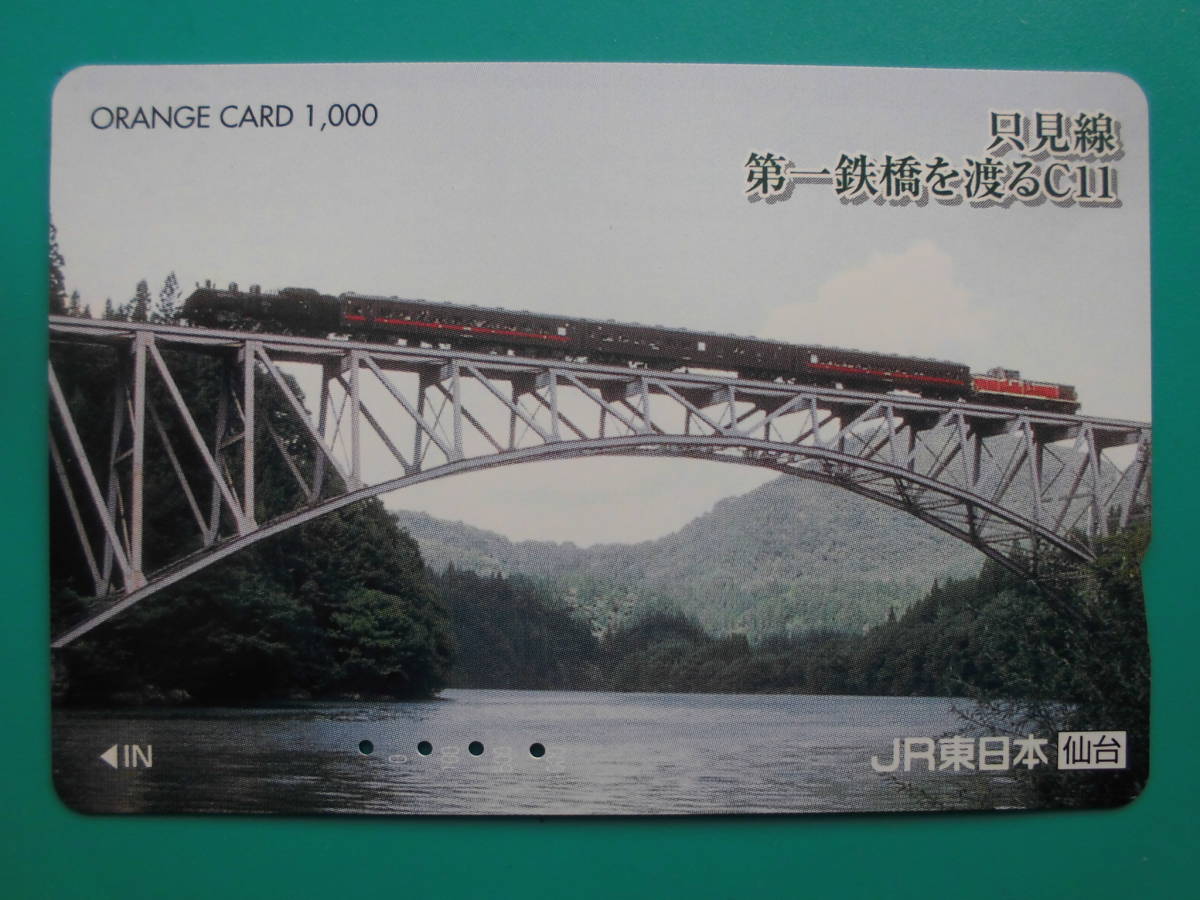 ORANGE CARD 1,000
只見線
第一鉄橋を渡るC11
◀IN
0
JR東日本 仙台